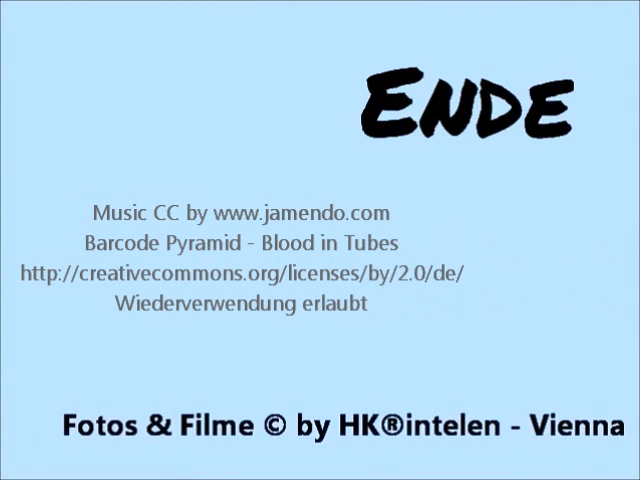 ENDE
Music CC by www.jamendo.com
Barcode Pyramid - Blood in Tubes
http://creativecommons.org/licenses/by/2.0/de/
Wiederverwendung erlaubt
Fotos & Filme © by HK®intelen - Vienna